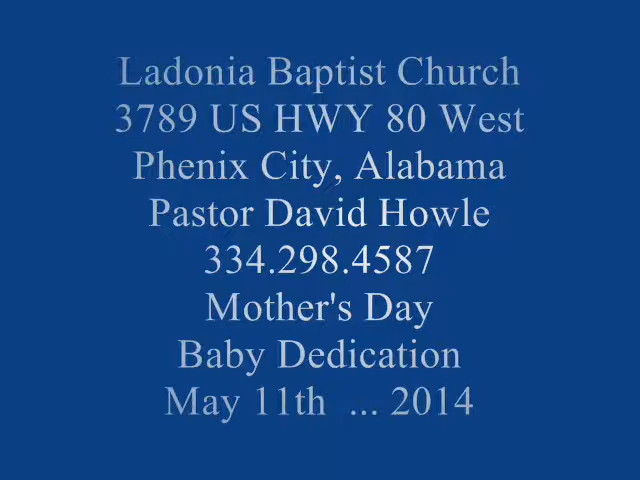 Ladonia Baptist Church
3789 US HWY 80 West
Phenix City, Alabama
Pastor David Howle
334.298.4587
Mother's Day
Baby Dedication
May 11th  ... 2014